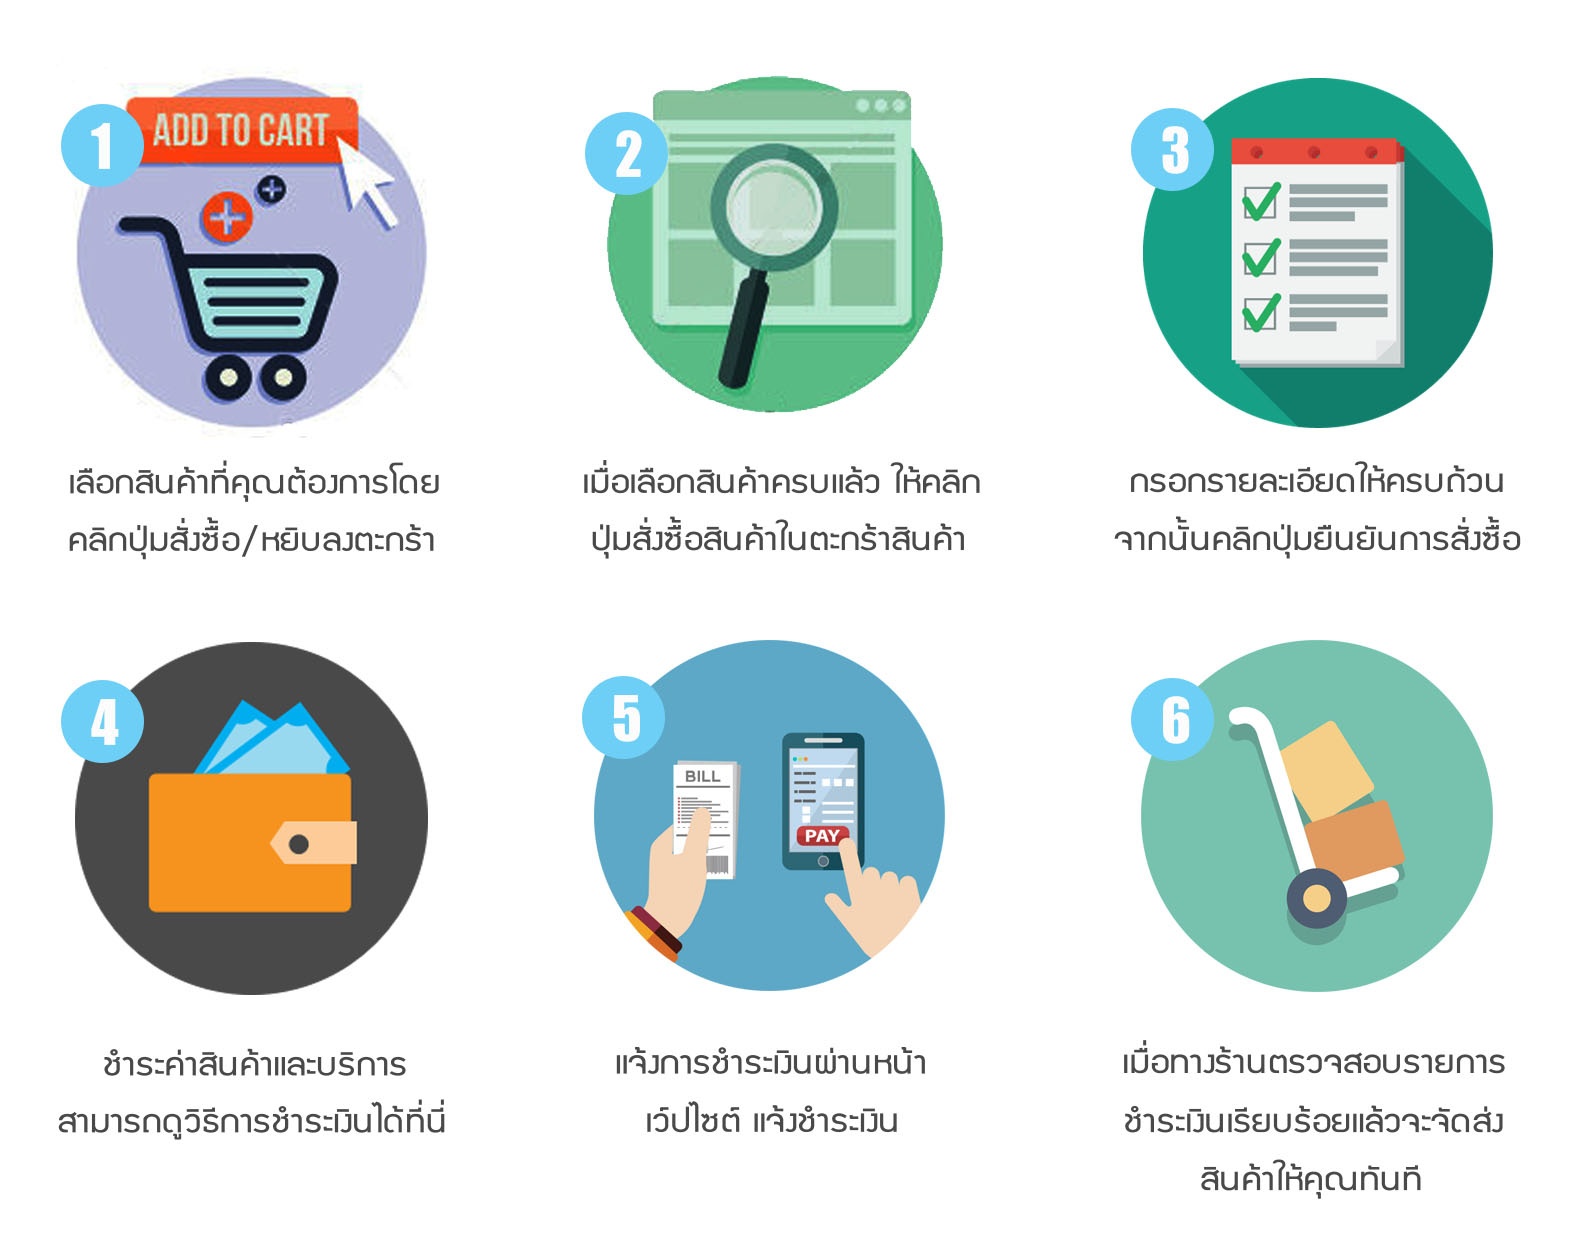 1
ADD TO CART
เลือกสินค้าที่คุณต้องการโดย
คลิกปุ่มสั่งซื้อ/หยิบลงตะกร้า
2
เมื่อเลือกสินค้าครบแล้ว ให้คลิก
ปุ่มสั่งซื้อสินค้าในตะกร้าสินค้า
3
กรอกรายละเอียดให้ครบถ้วน
จากนั้นคลิกปุ่มยืนยันการสั่งซื้อ
4
ชำระค่าสินค้าและบริการ
สามารถดูวิธีการชำระเงินได้ที่นี่
5
BILL
PAY
แจ้งการชำระเงินผ่านหน้า
เว็ปไซต์ แจ้งชำระเงิน
6
เมื่อทางร้านตรวจสอบรายการ
ชำระเงินเรียบร้อยแล้วจะจัดส่ง
สินค้าให้คุณทันที